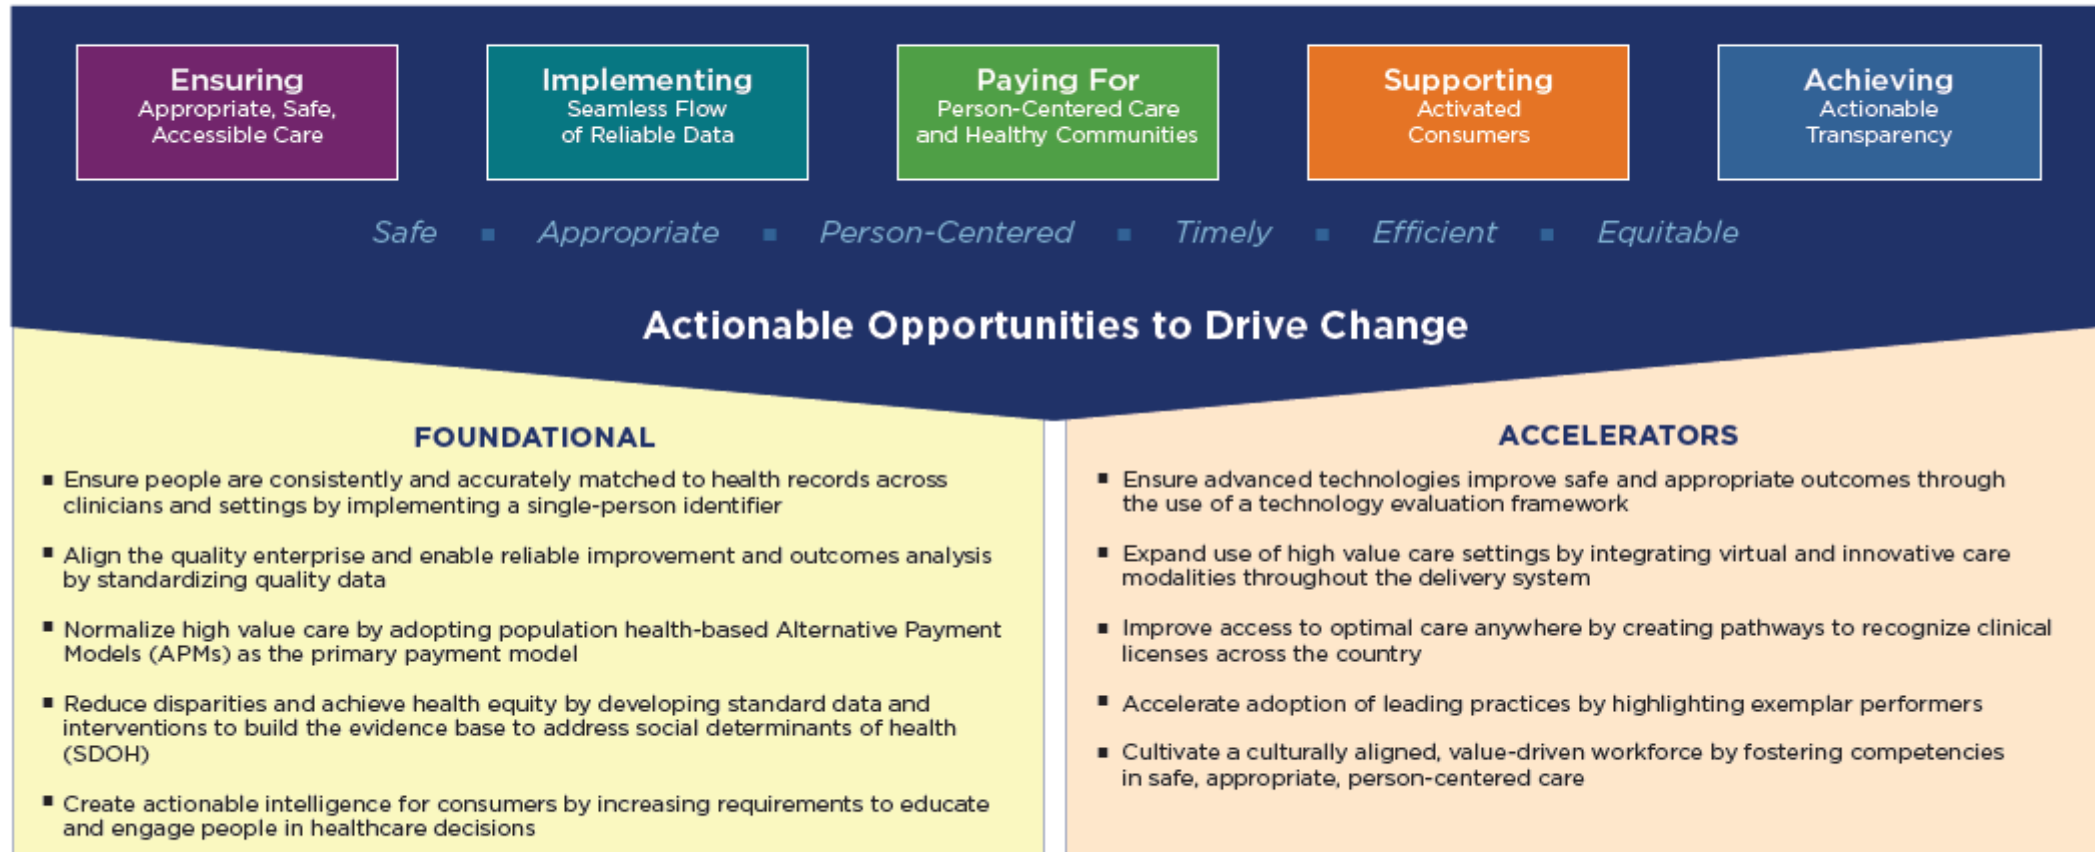 Ensuring
Appropriate, Safe,
Accessible Care
Implementing
Seamless Flow
of Reliable Data
Paying For
Person-Centered Care
and Healthy Communities
Supporting
Activated
Consumers
Achieving
Actionable
Transparency
Safe ▪ Appropriate ▪ Person-Centered ▪ Timely ▪ Efficient ▪ Equitable
Actionable Opportunities to Drive Change
FOUNDATIONAL
▪ Ensure people are consistently and accurately matched to health records across
clinicians and settings by implementing a single-person identifier
▪ Align the quality enterprise and enable reliable improvement and outcomes analysis
by standardizing quality data
▪ Normalize high value care by adopting population health-based Alternative Payment
Models (APMs) as the primary payment model
▪ Reduce disparities and achieve health equity by developing standard data and
interventions to build the evidence base to address social determinants of health
(SDOH)
▪ Create actionable intelligence for consumers by increasing requirements to educate
and engage people in healthcare decisions
ACCELERATORS
▪ Ensure advanced technologies improve safe and appropriate outcomes through
the use of a technology evaluation framework
▪ Expand use of high value care settings by integrating virtual and innovative care
modalities throughout the delivery system
▪ Improve access to optimal care anywhere by creating pathways to recognize clinical
licenses across the country
▪ Accelerate adoption of leading practices by highlighting exemplar performers
▪ Cultivate a culturally aligned, value-driven workforce by fostering competencies
in safe, appropriate, person-centered care